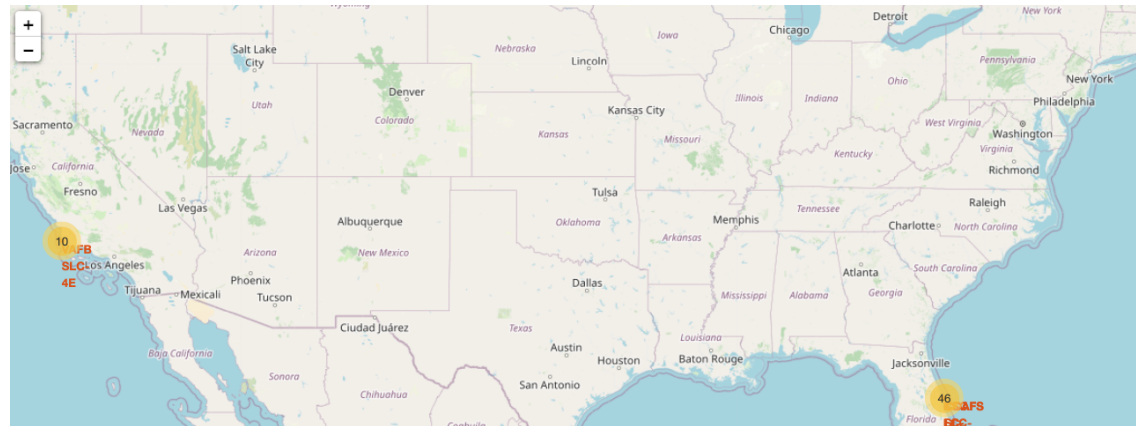 +
−
Wyoming
Detroit
New York
Chicago
Iowa
Nebraska
Salt Lake
City
Lincoln
Pennsylvania
New York
Ohio
Utah
Denver
Illinois
Indiana
Philadelphia
Kansas City
Sacramento
Nevada
Colorado
Kansas
Missouri
West Virginia
Washington
Virginia
Jose
California
Kentucky
Richmond
Fresno
Las Vegas
Tulsa
Tennessee
Raleigh
Albuquerque
Oklahoma
Memphis
Charlotte
North Carolina
10
AFB
SLC-
4E
Los Angeles
Arizona
New Mexico
Arkansas
South Carolina
Phoenix
Atlanta
Tijuana
Mexicali
Tucson
Dallas
Mississippi
Alabama
Georgia
Ciudad Juárez
Texas
Louisiana
Baja California
Austin
Houston
Baton Rouge
Jacksonville
Sonora
San Antonio
Chihuahua
46
AFS
Florida
Coahuila